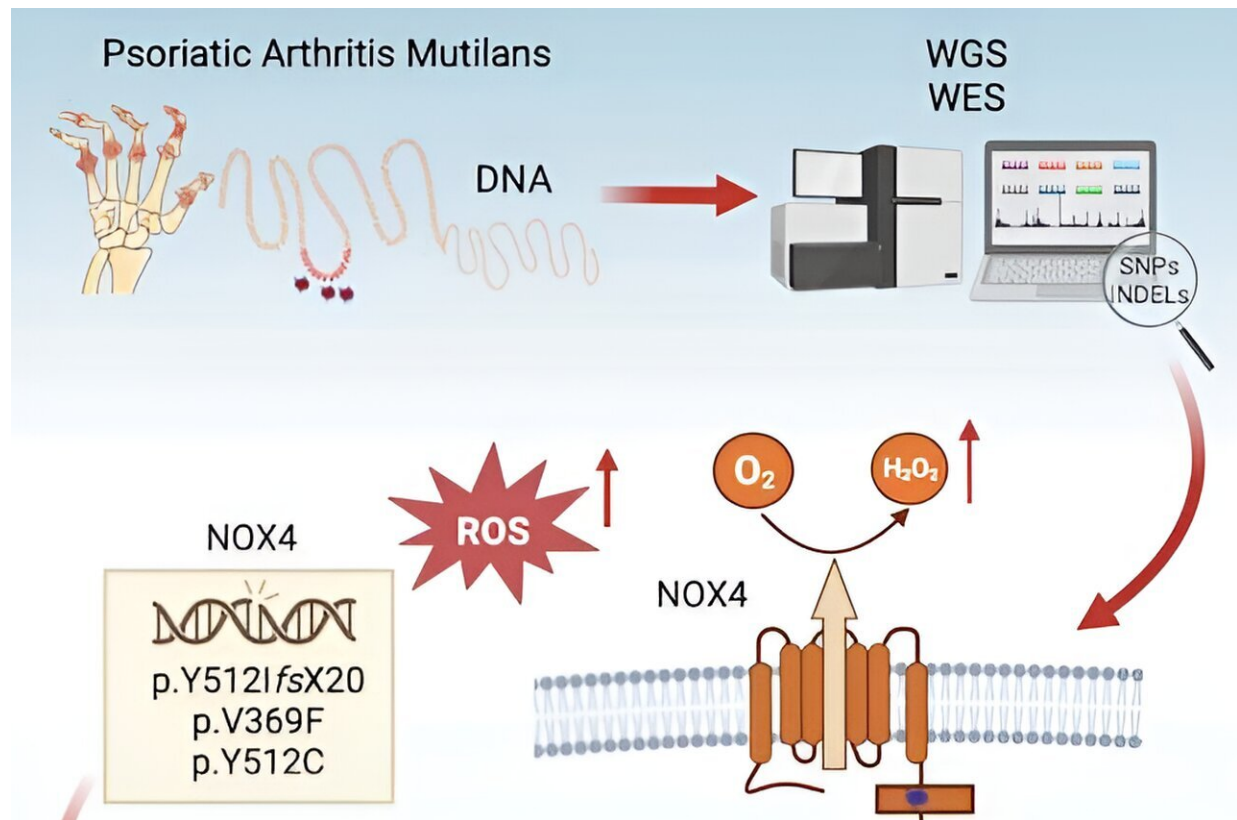 Psoriatic Arthritis Mutilans
WGS
WES
DNA
SNPs
INDELs
O₂
H₂O₂
ROS
NOX4
NOX4
p.Y512IfsX20
p.V369F
p.Y512C